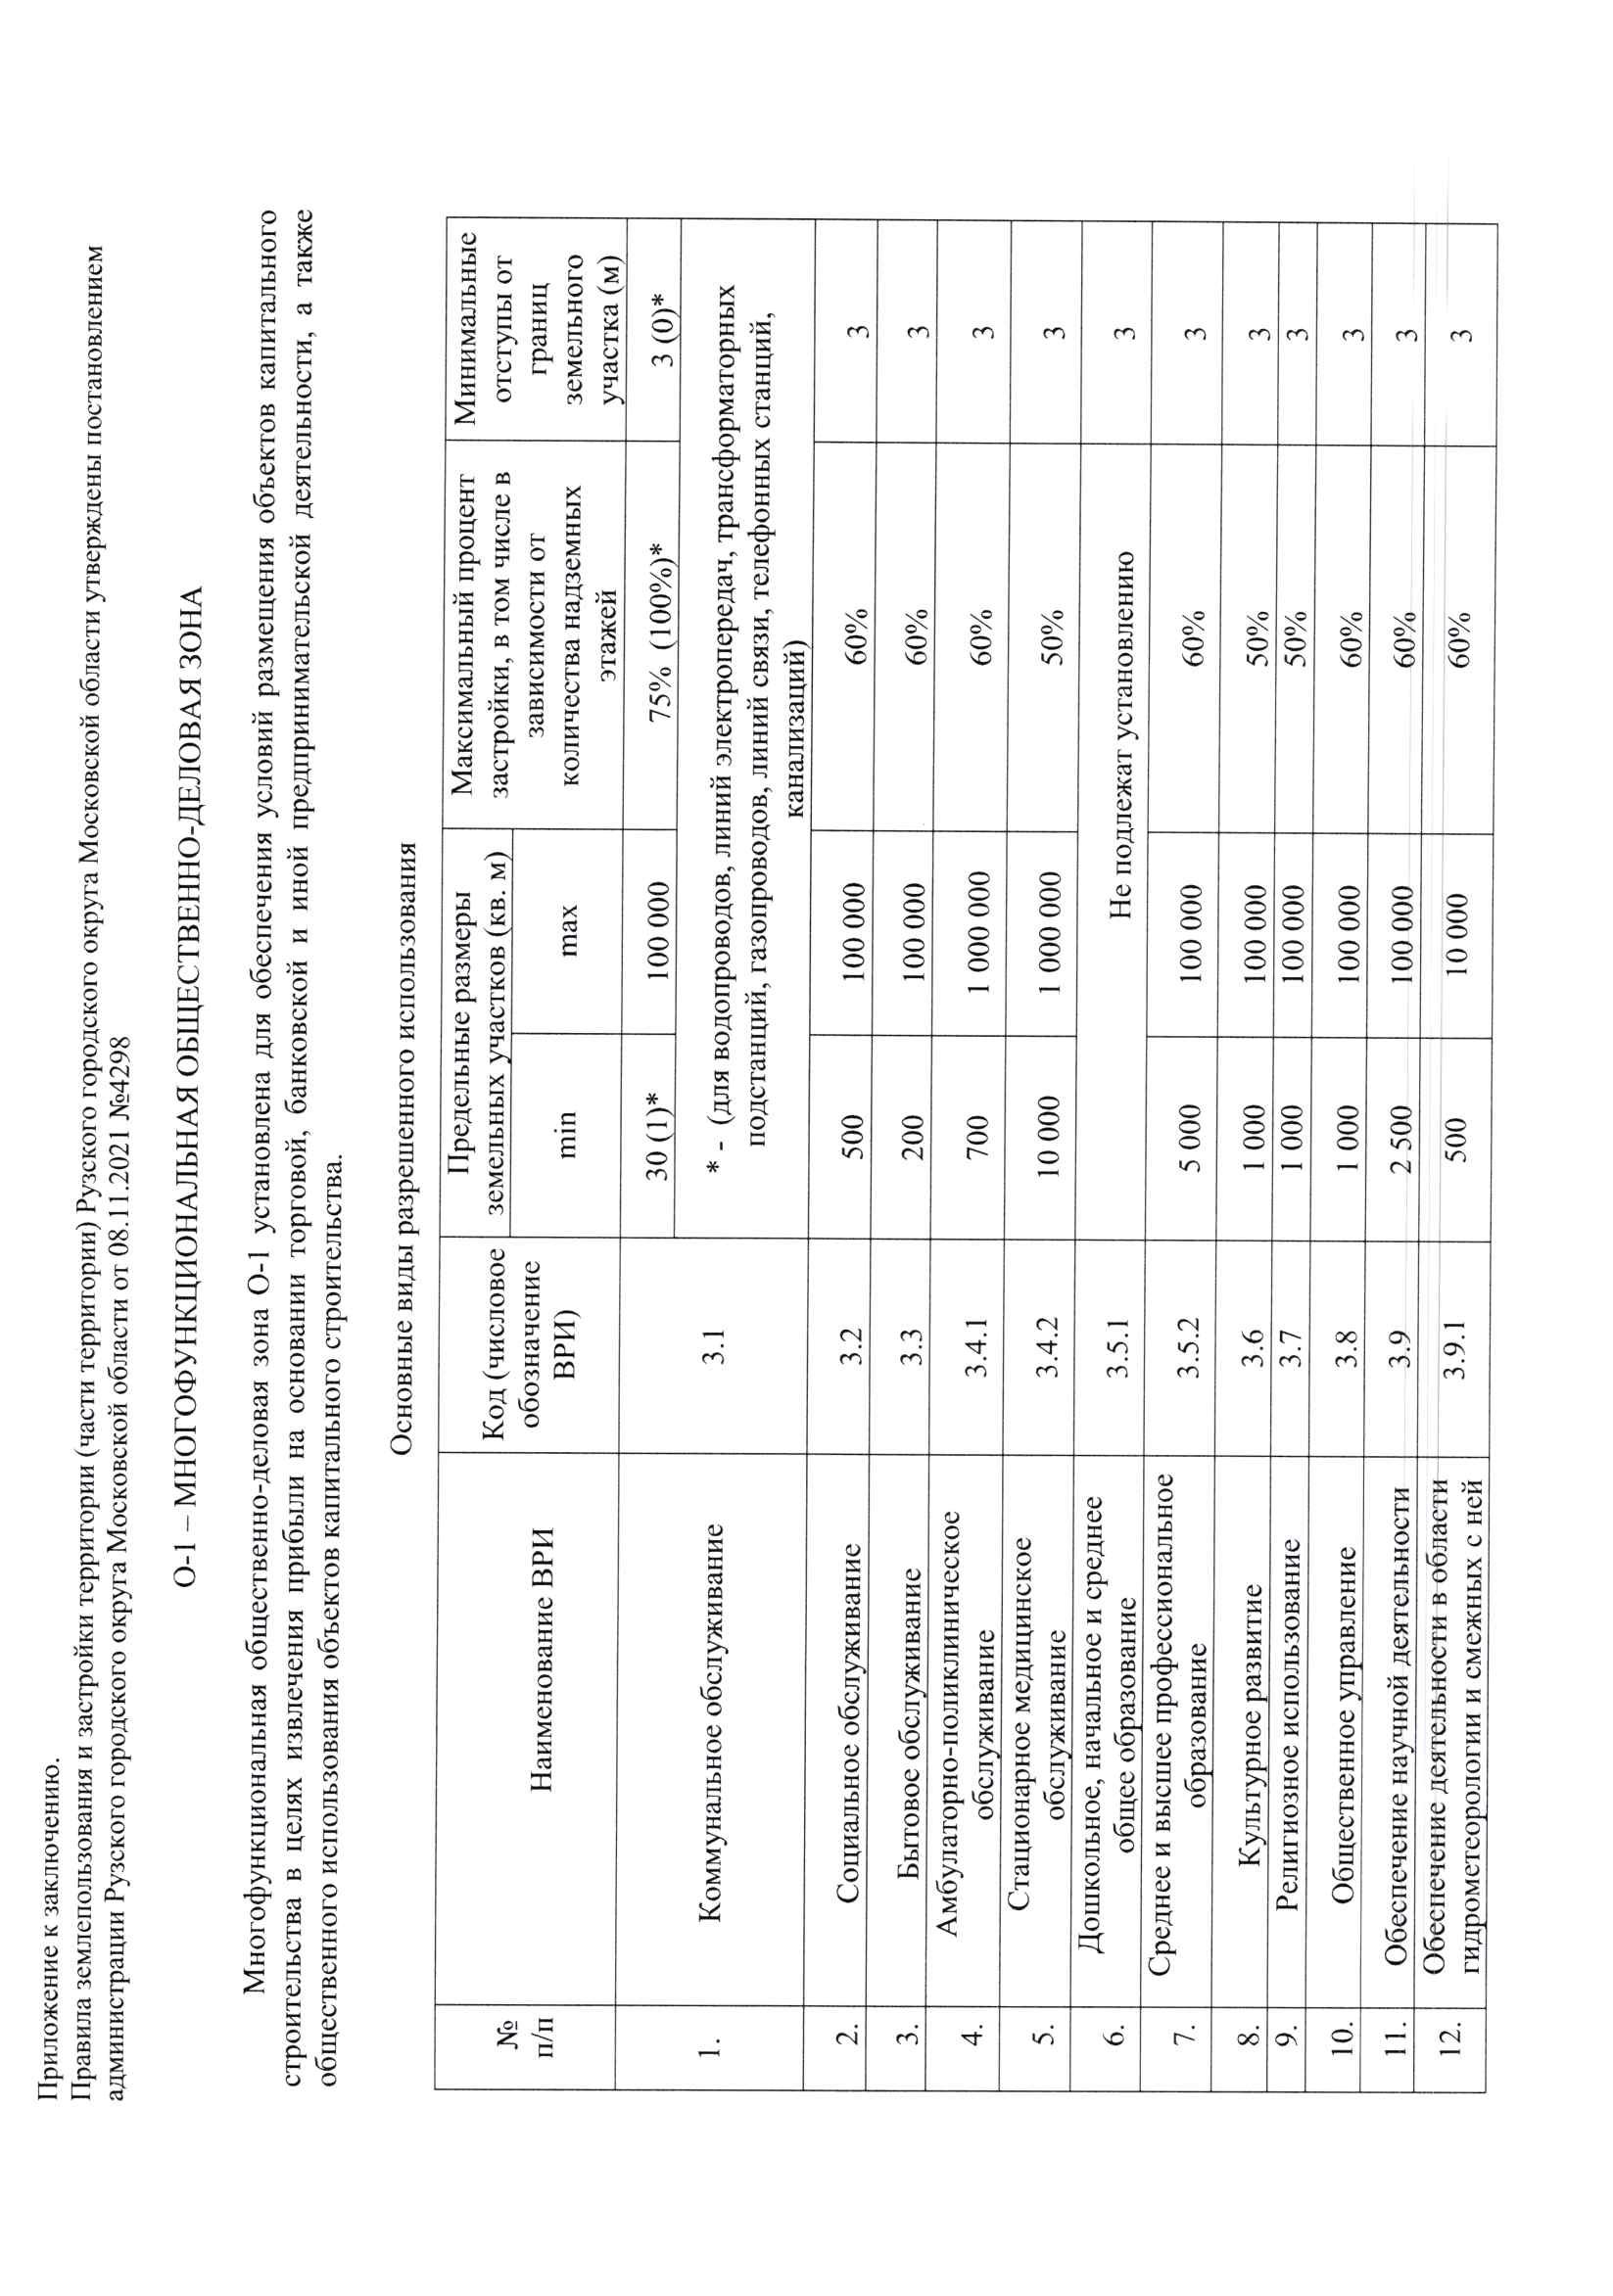 Приложение к заключению.
Правила землепользования и застройки территории (части территории) Рузского городского округа Московской области утверждены постановлением
администрации Рузского городского округа Московской области от 08.11.2021 №4298
О-1 – МНОГОФУНКЦИОНАЛЬНАЯ ОБЩЕСТВЕННО-ДЕЛОВАЯ ЗОНА
Многофункциональная общественно-деловая зона О-1 установлена для обеспечения условий размещения объектов капитального
строительства в целях извлечения прибыли на основании торговой, банковской и иной предпринимательской деятельности, а также
общественного использования объектов капитального строительства.
Основные виды разрешенного использования
№
п/п
Наименование ВРИ
Код (числовое
обозначение
ВРИ)
Предельные размеры
земельных участков (кв. м)
min
max
Максимальный процент
застройки, в том числе в
зависимости от
количества надземных
этажей
Минимальные
отступы от
границ
земельного
участка (м)
1. Коммунальное обслуживание 3.1 30 (1)* 100 000 75% (100%)* 3 (0)*
* - (для водопроводов, линий электропередач, трансформаторных
подстанций, газопроводов, линий связи, телефонных станций,
канализаций)
2. Социальное обслуживание 3.2 500 100 000 60% 3
3. Бытовое обслуживание 3.3 200 100 000 60% 3
4. Амбулаторно-поликлиническое
обслуживание 3.4.1 700 1 000 000 60% 3
5. Стационарное медицинское
обслуживание 3.4.2 10 000 1 000 000 50% 3
6. Дошкольное, начальное и среднее
общее образование 3.5.1 Не подлежат установлению 3
7. Среднее и высшее профессиональное
образование 3.5.2 5 000 100 000 60% 3
8. Культурное развитие 3.6 1 000 100 000 50% 3
9. Религиозное использование 3.7 1 000 100 000 50% 3
10. Общественное управление 3.8 1 000 100 000 60% 3
11. Обеспечение научной деятельности 3.9 2 500 100 000 60% 3
12. Обеспечение деятельности в области
гидрометеорологии и смежных с ней 3.9.1 500 10 000 60% 3